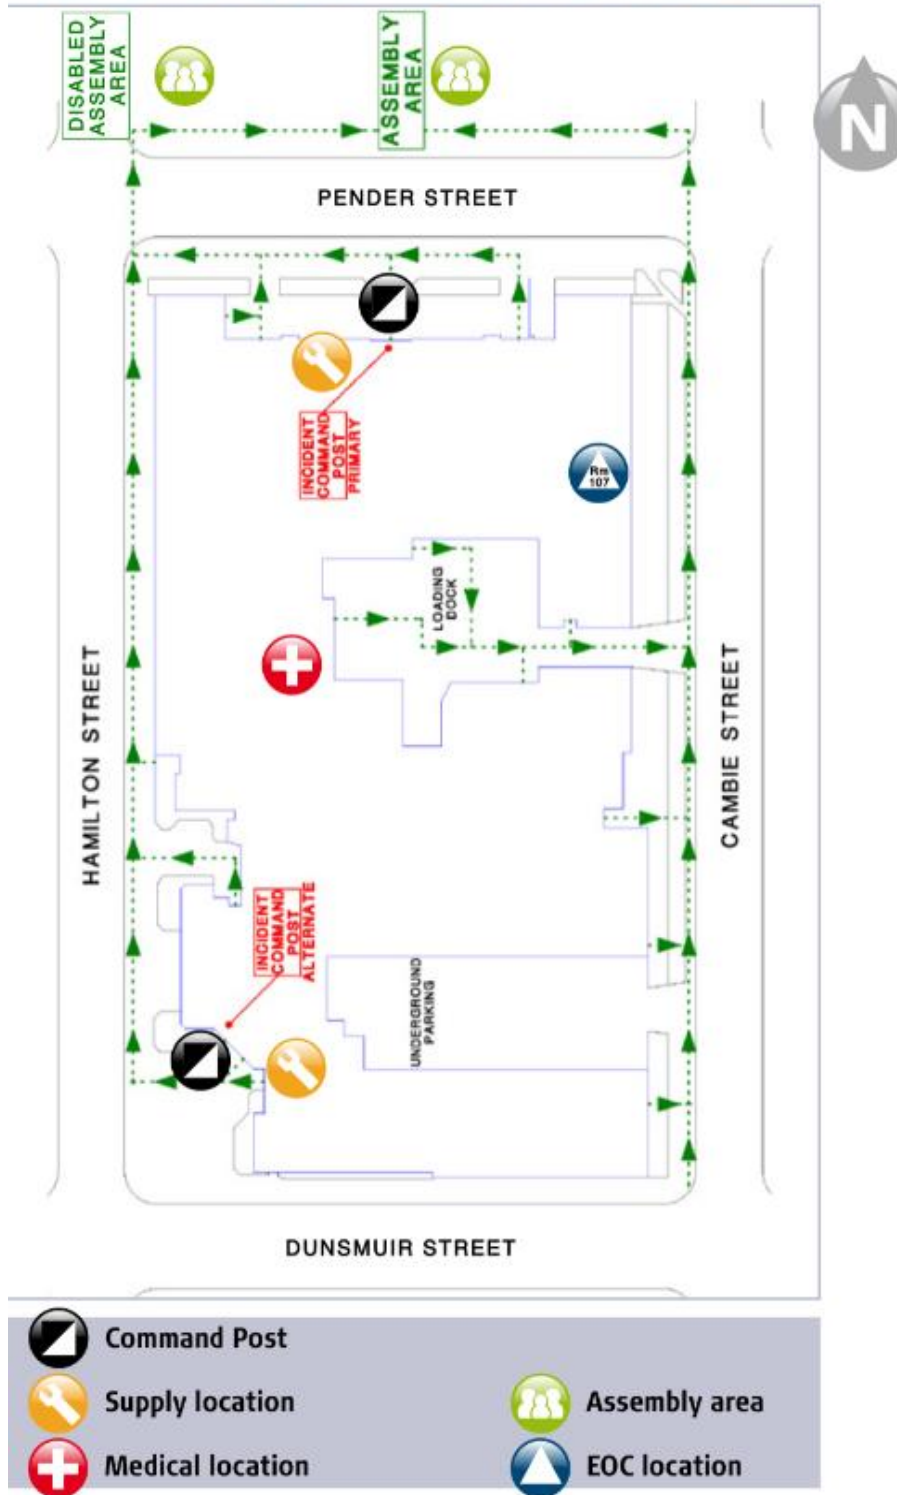 DISABLED
ASSEMBLY
AREA
ASSEMBLY
AREA
N
PENDER STREET
INCIDENT
COMMAND
POST
PRIMARY
Rm
107
LOADING
DOCK
HAMILTON STREET
CAMBIE STREET
INCIDENT
COMMAND
POST
ALTERNATE
UNDERGROUND
PARKING
DUNSMUIR STREET
Command Post
Supply location
Assembly area
Medical location
EOC location